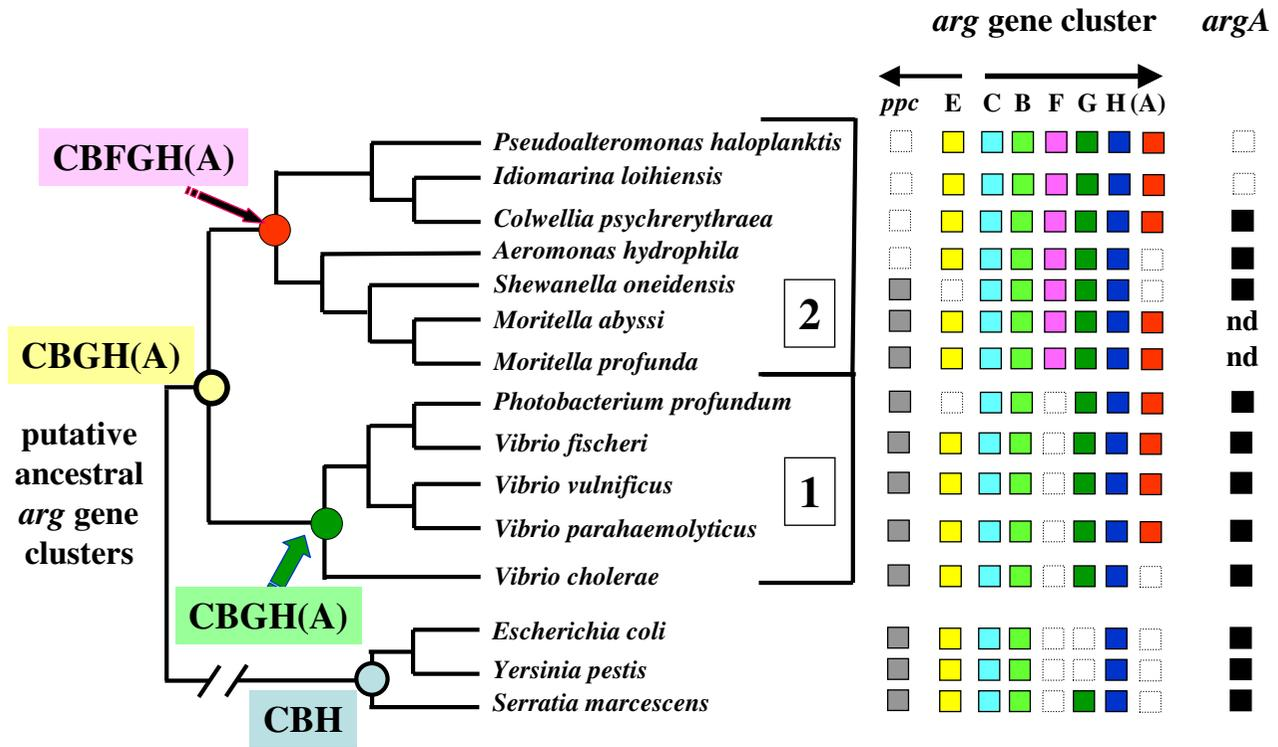 arg gene cluster argA
ppc E C B F G H (A)
CBFGH(A)
Pseudoalteromonas haloplanktis
Idiomarina loihiensis
Colwellia psychrerythraea
Aeromonas hydrophila
Shewanella oneidensis
2
Moritella abyssi nd
Moritella profunda nd
CBGH(A)
putative
ancestral
arg gene
clusters
Photobacterium profundum
Vibrio fischeri
Vibrio vulnificus
1
Vibrio parahaemolyticus
Vibrio cholerae
CBGH(A)
Escherichia coli
Yersinia pestis
Serratia marcescens
CBH